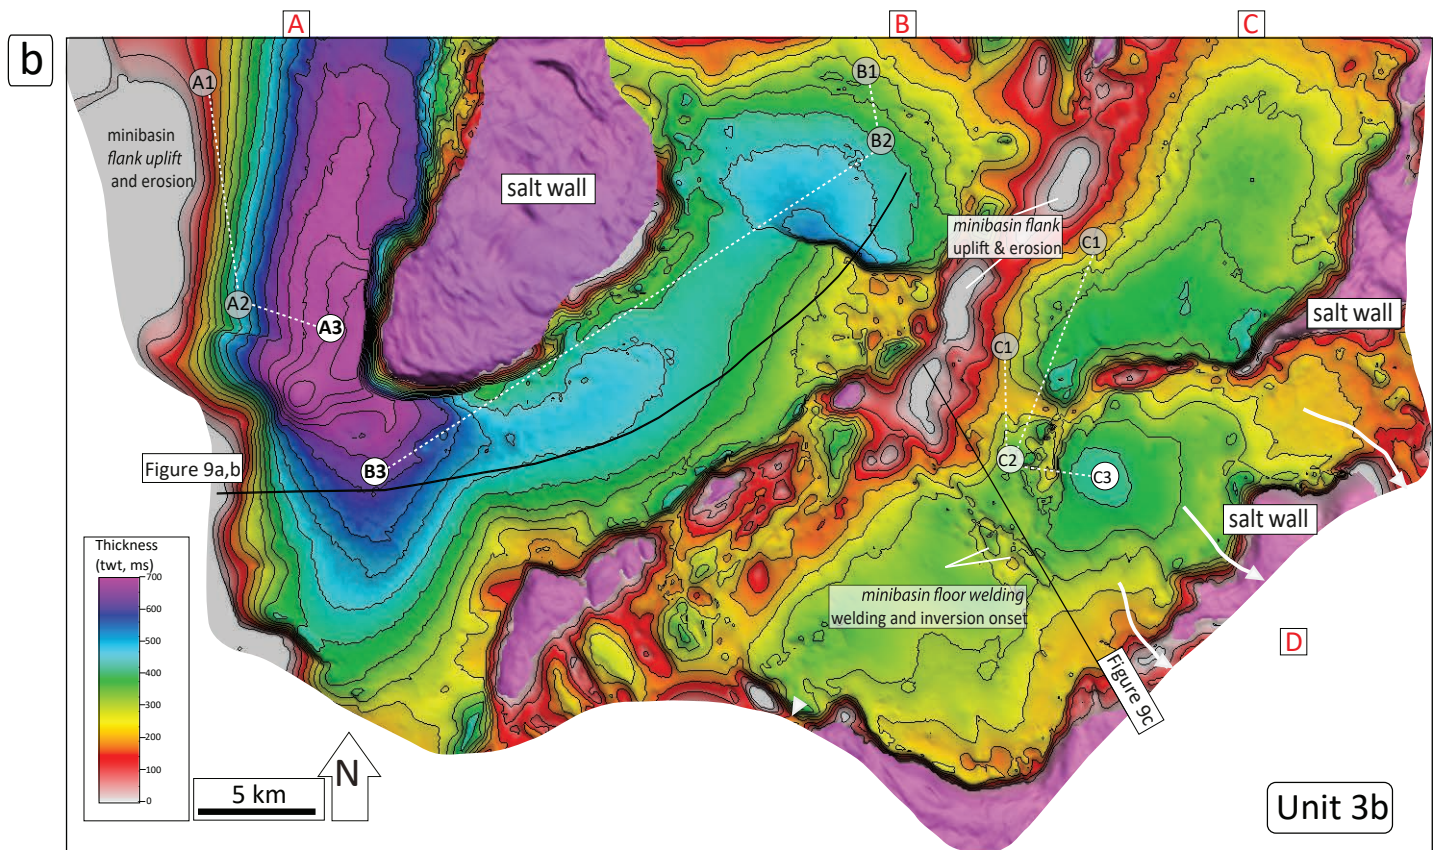 A
B
C
b
A1
B1
minibasin
flank uplift
and erosion
B2
salt wall
minibasin flank
uplift & erosion
C1
A2
A3
salt wall
C1
C2
C3
B3
Figure 9a,b
salt wall
Thickness
(twt, ms)
700
600
500
400
300
200
100
0
minibasin floor welding
welding and inversion onset
D
Figure 9c
N
5 km
Unit 3b